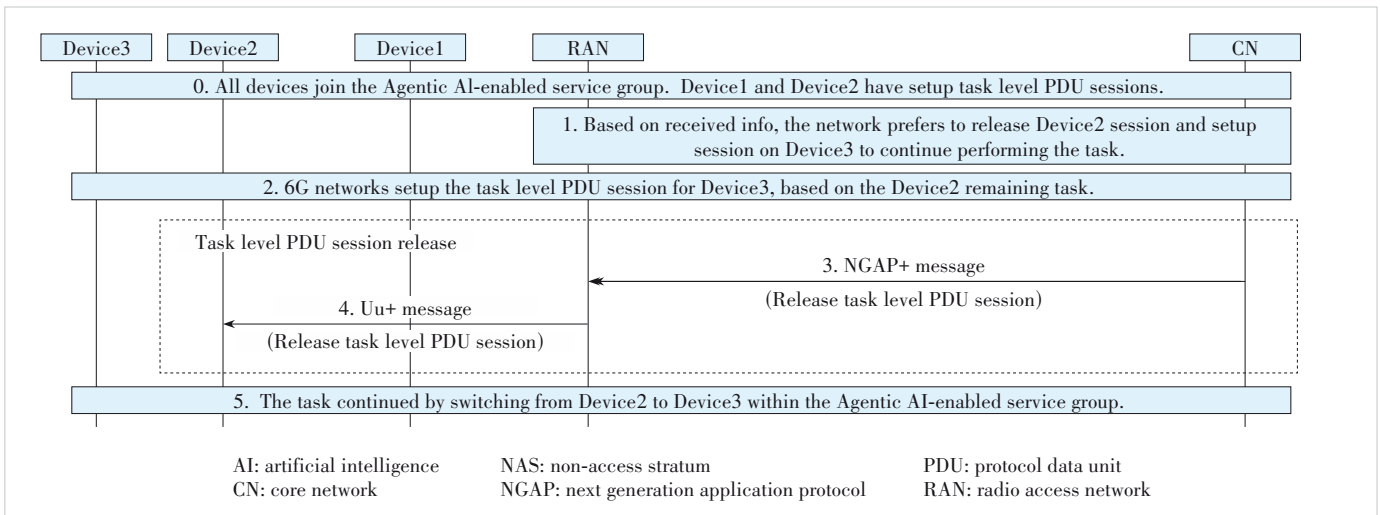 Device3 Device2 Device1 RAN CN
0. All devices join the Agentic AI-enabled service group. Device1 and Device2 have setup task level PDU sessions.
1. Based on received info, the network prefers to release Device2 session and setup
session on Device3 to continue performing the task.
2. 6G networks setup the task level PDU session for Device3, based on the Device2 remaining task.
Task level PDU session release
3. NGAP+ message
(Release task level PDU session)
4. Uu+ message
(Release task level PDU session)
5. The task continued by switching from Device2 to Device3 within the Agentic AI-enabled service group.
AI: artificial intelligence NAS: non-access stratum PDU: protocol data unit
CN: core network NGAP: next generation application protocol RAN: radio access network